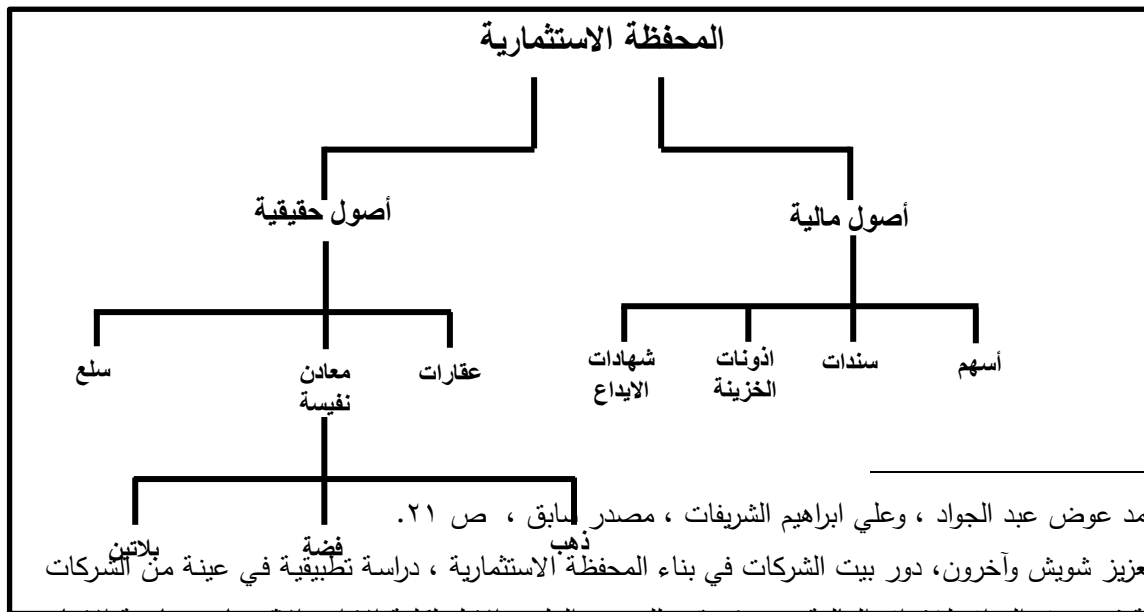 المحفظة الاستثمارية
أصول مالية
أصول حقيقية
أسهم
سندات
اذونات
الخزينة
شهادات
الايداع
عقارات
معادن
نفيسة
سلع
ذهب
فضة
بلاتين
مد عوض عبد الجواد ، وعلي ابراهيم الشريفات ، مصدر سابق ، ص ٢١.
عزيز شويش وآخرون، دور بيت الشركات في بناء المحفظة الاستثمارية ، دراسة تطبيقية في عينة من الشركات